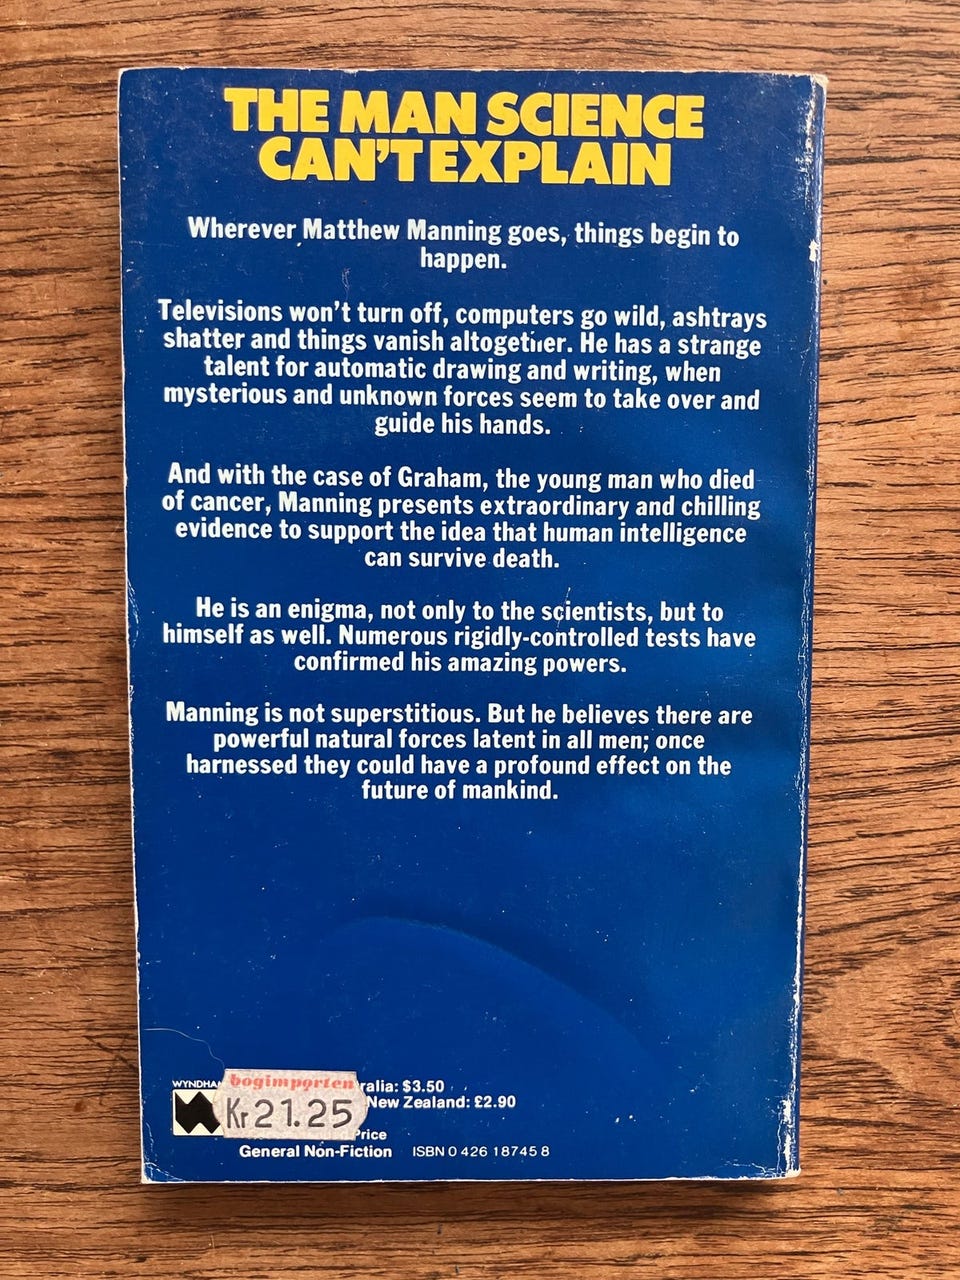 THE MAN SCIENCE
CAN'T EXPLAIN
Wherever Matthew Manning goes, things begin to
happen.
Televisions won't turn off, computers go wild, ashtrays
shatter and things vanish altogether. He has a strange
talent for automatic drawing and writing, when
mysterious and unknown forces seem to take over and
guide his hands.
And with the case of Graham, the young man who died
of cancer, Manning presents extraordinary and chilling
evidence to support the idea that human intelligence
can survive death.
He is an enigma, not only to the scientists, but to
himself as well. Numerous rigidly-controlled tests have
confirmed his amazing powers.
Manning is not superstitious. But he believes there are
powerful natural forces latent in all men; once
harnessed they could have a profound effect on the
future of mankind.
bogimporten
Kr 21.25
$3.50
New Zealand: £2.90
Price
General Non-Fiction ISBN 0 426 18745 8